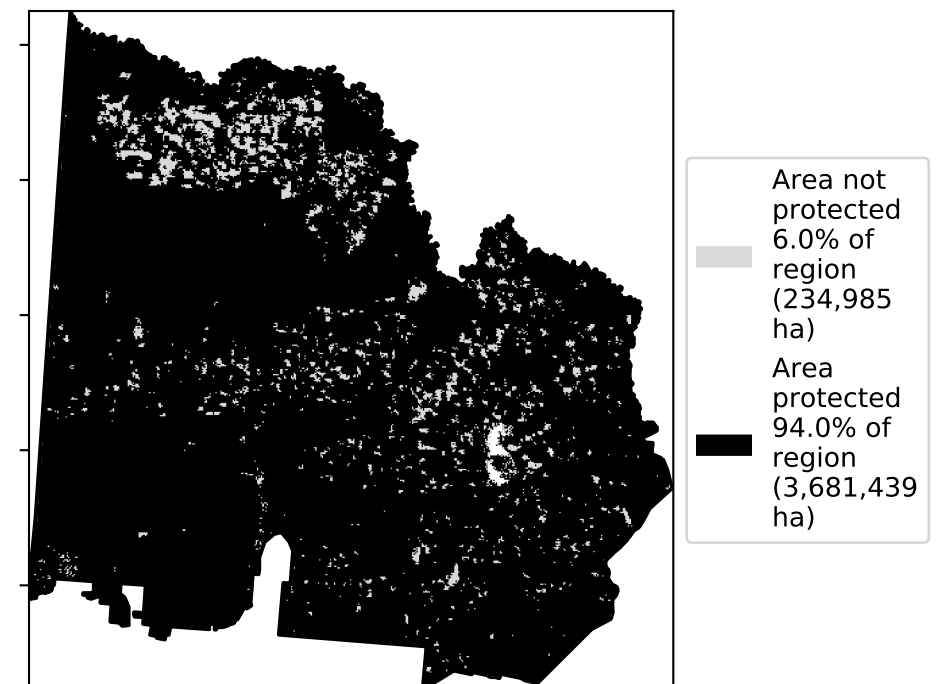 Area not
protected
6.0% of
region
(234,985
ha)
Area
protected
94.0% of
region
(3,681,439
ha)